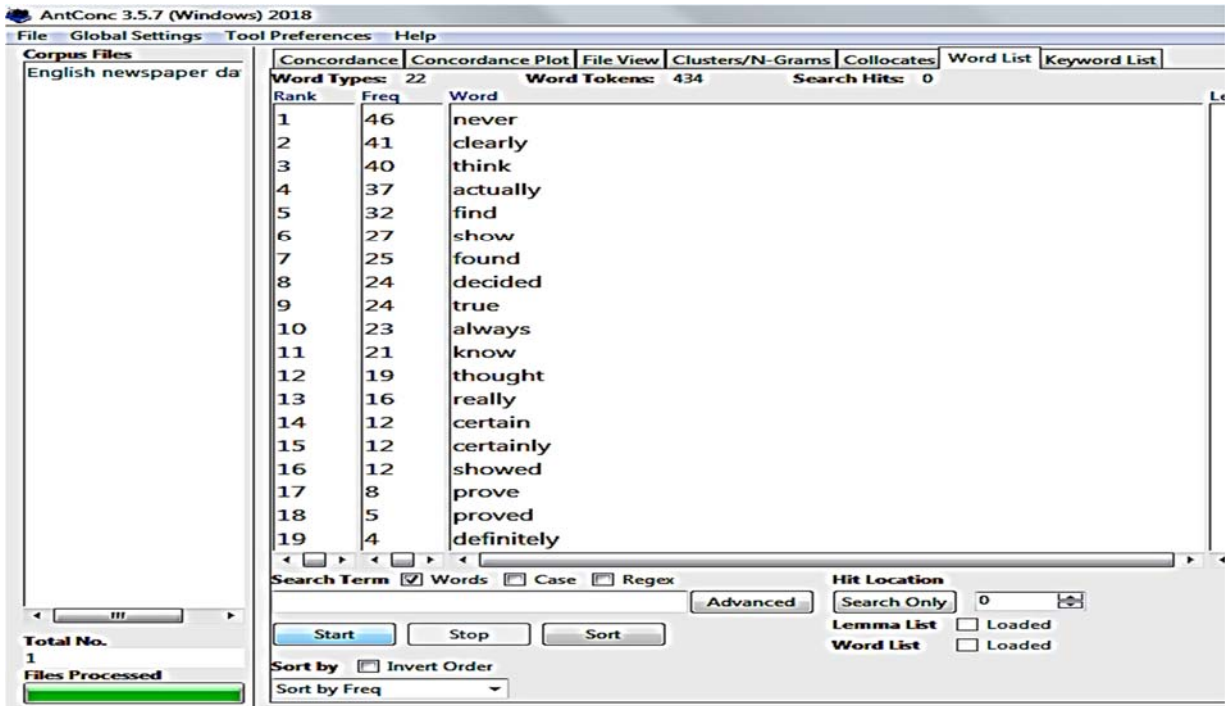 AntConc 3.5.7 (Windows) 2018
File Global Settings Tool Preferences Help
Corpus Files
English newspaper da
Concordance Concordance Plot File View Clusters/N-Grams Collocates Word List Keyword List
Word Types: 22 Word Tokens: 434 Search Hits: 0
Rank Freq Word Le
1 46 never
2 41 clearly
3 40 think
4 37 actually
5 32 find
6 27 show
7 25 found
8 24 decided
9 24 true
10 23 always
11 21 know
12 19 thought
13 16 really
14 12 certain
15 12 certainly
16 12 showed
17 8 prove
18 5 proved
19 4 definitely
Search Term Words Case Regex Hit Location
Advanced Search Only 0
Start Stop Sort Lemma List Loaded
Word List Loaded
Sort by Invert Order
Sort by Freq
Total No.
1
Files Processed